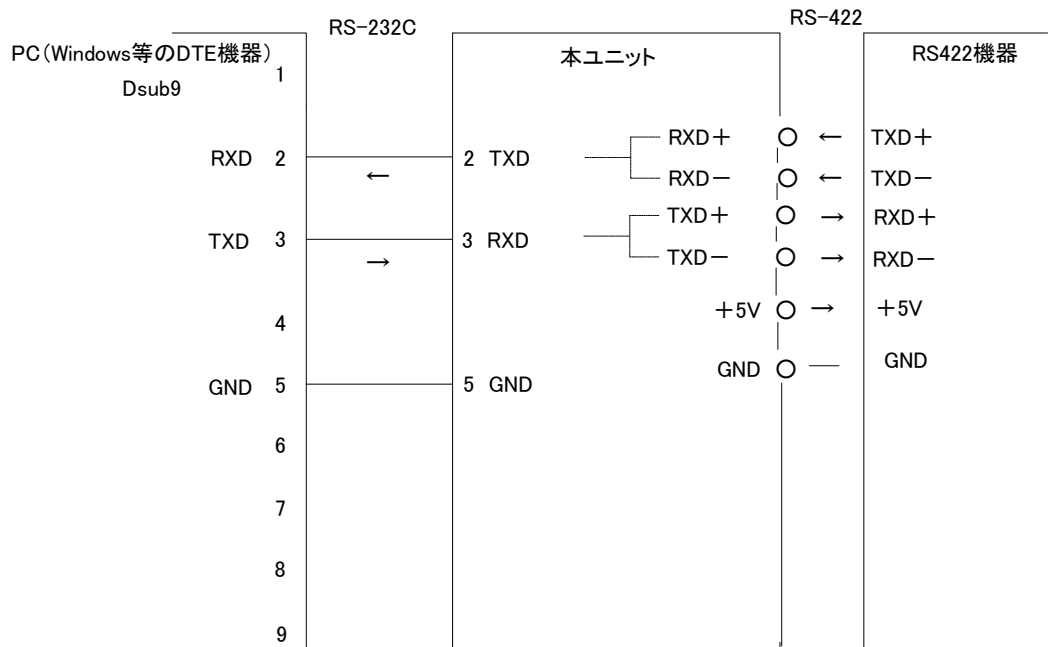 RS-232C
RS-422
PC(Windows等のDTE機器)
Dsub9
本ユニット
RS422機器
1
RXD 2
2 TXD
RXD+
←
TXD+
←
RXD-
←
TXD-
TXD 3
3 RXD
TXD+
→
RXD+
→
TXD-
→
RXD-
4
+5V
→
+5V
GND 5
5 GND
GND
GND
6
7
8
9